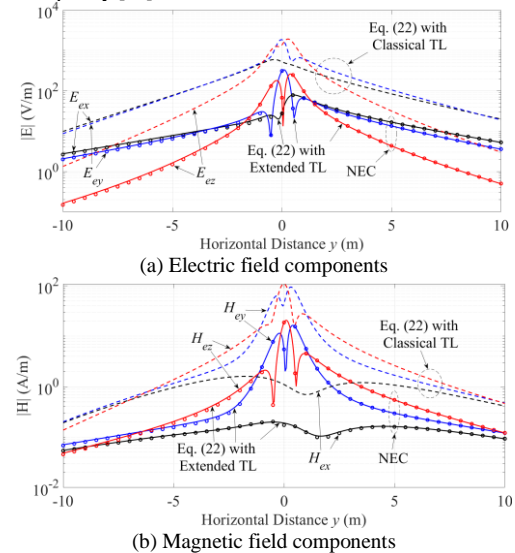 10^4
Eq. (22) with
Classical TL
|E| (V/m)
10^2
E_ex
Eq. (22) with
Extended TL
10^0
E_ey
E_ez
NEC
-10
-5
0
5
10
Horizontal Distance y (m)
(a) Electric field components
10^2
H_ey
Eq. (22) with
Classical TL
H_ez
|H| (A/m)
10^0
Eq. (22) with
Extended TL
H_ex
NEC
10^-2
-10
-5
0
5
10
Horizontal Distance y (m)
(b) Magnetic field components